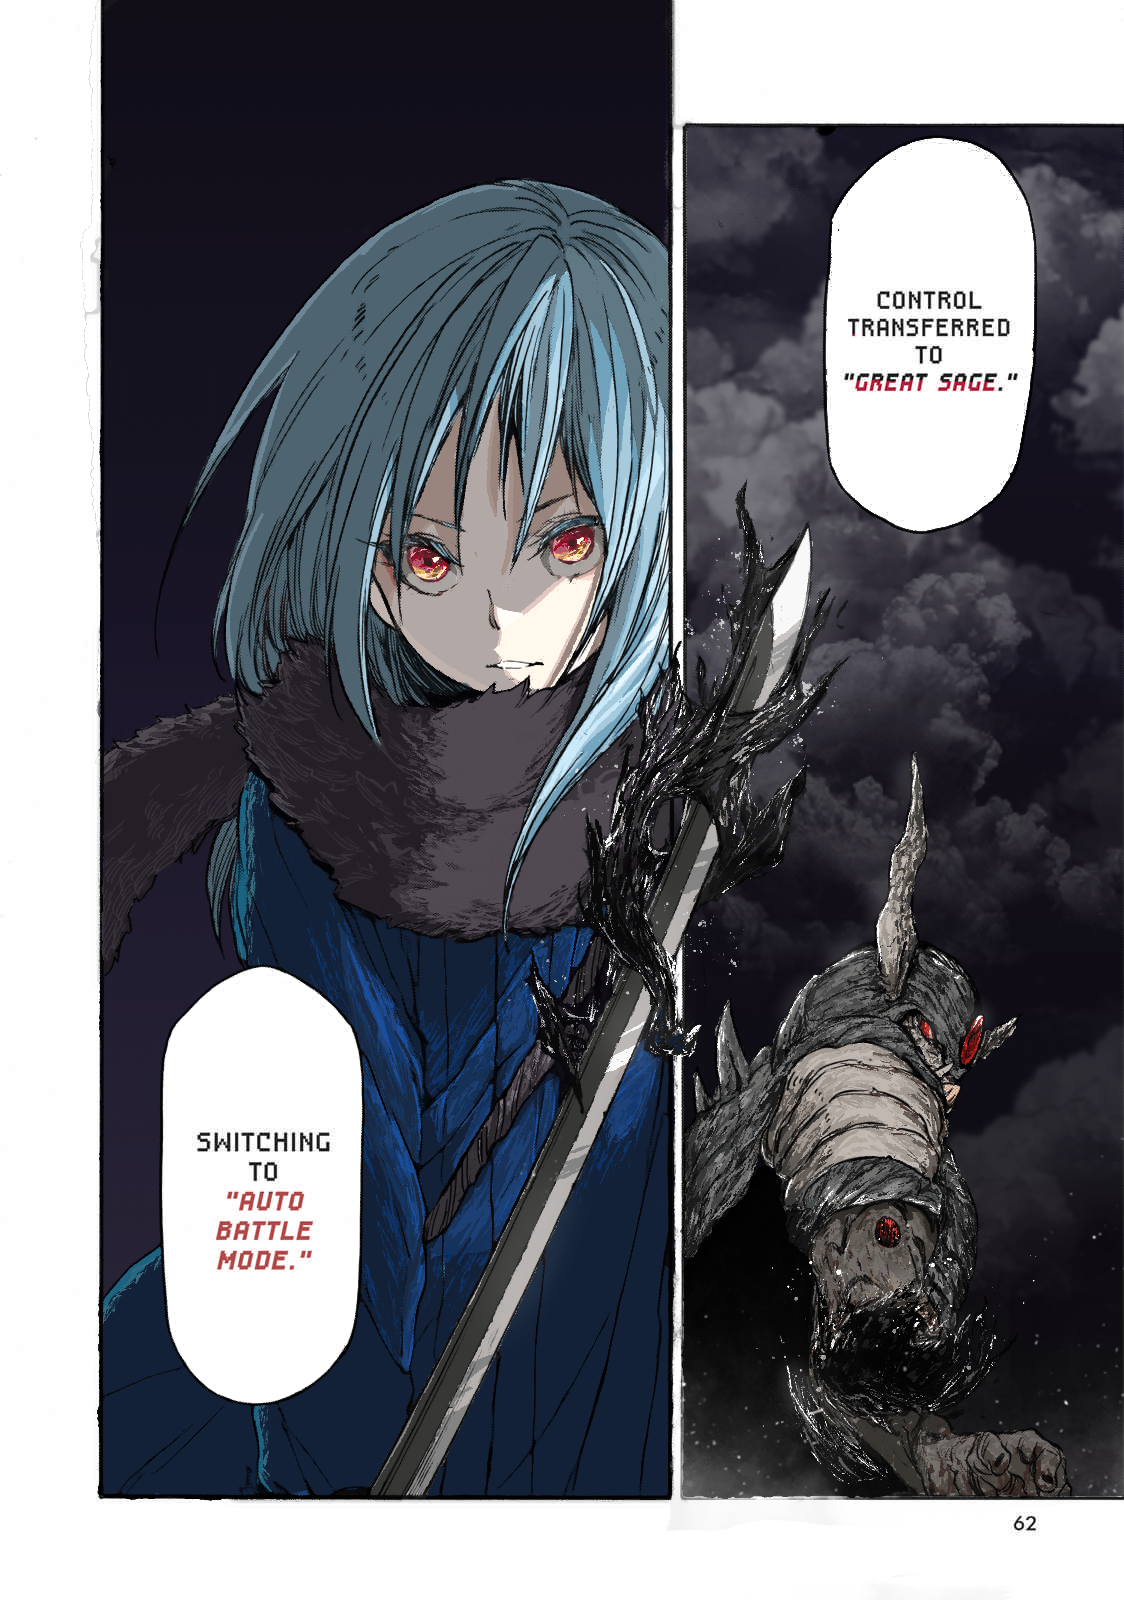 CONTROL
TRANSFERRED
TO
"GREAT SAGE."
SWITCHING
TO
"AUTO
BATTLE
MODE."
62